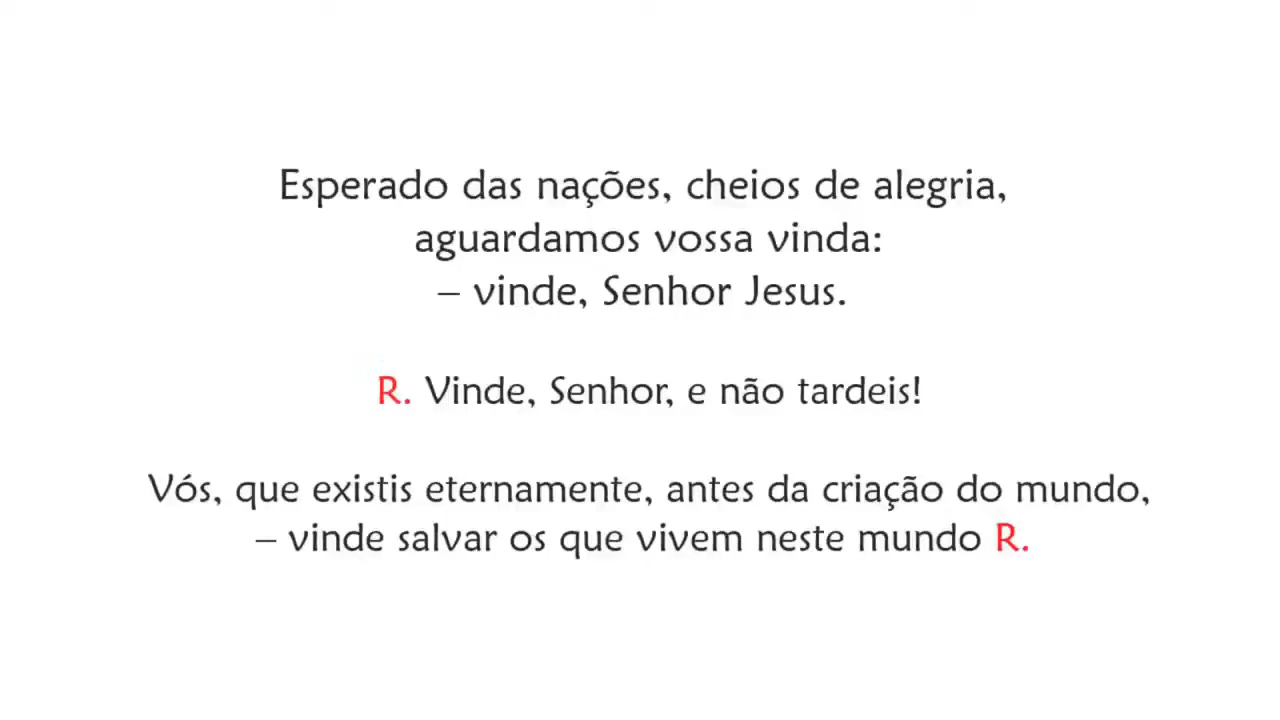 Esperado das nações, cheios de alegria,
aguardamos vossa vinda:
– vinde, Senhor Jesus.
R. Vinde, Senhor, e não tardeis!
Vós, que existis eternamente, antes da criação do mundo,
– vinde salvar os que vivem neste mundo R.